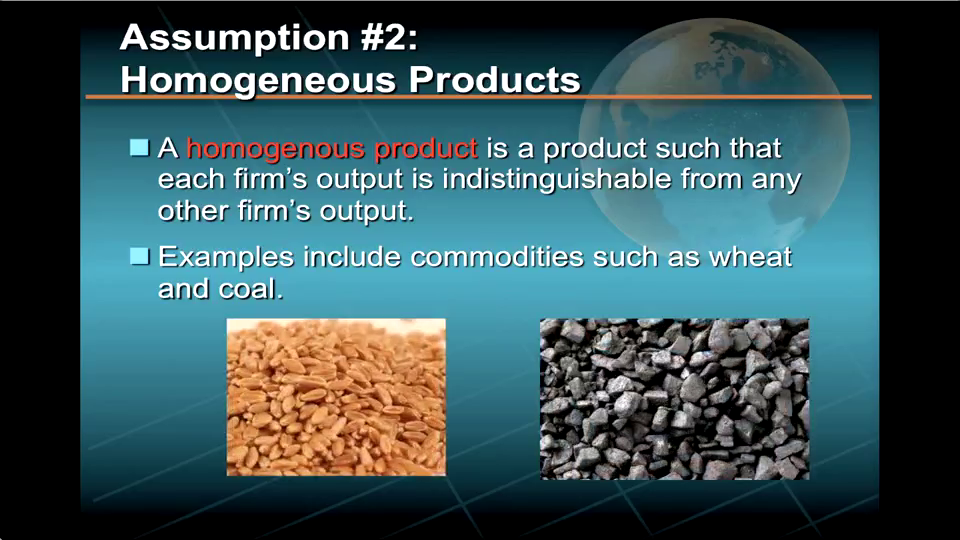 Assumption #2:
Homogeneous Products
A homogenous product is a product such that
each firm's output is indistinguishable from any
other firm's output.
Examples include commodities such as wheat
and coal.